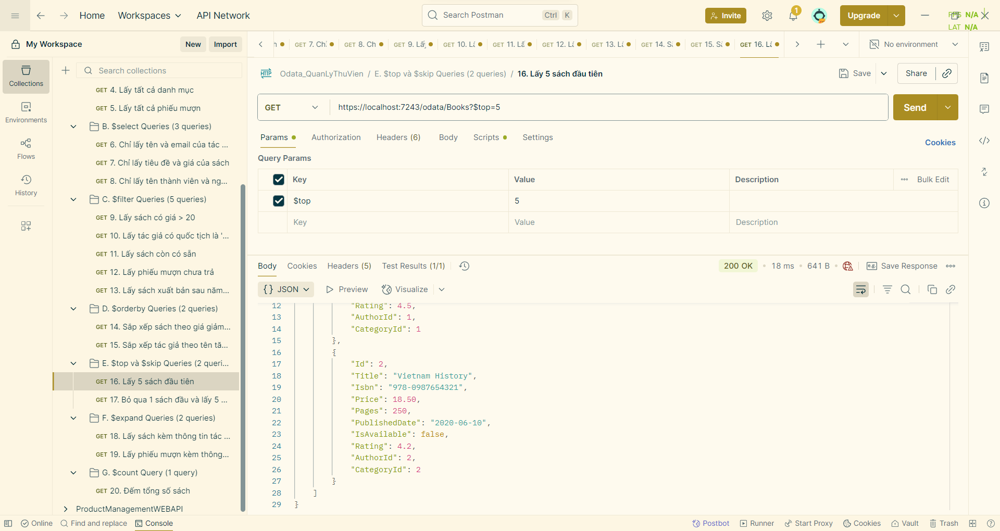 Home
Workspaces
API Network
Search Postman
Ctrl K
Invite
1
Upgrade
FPS N/A
LAT N/A
My Workspace
New
Import
GET 7. Ch
GET 8. Ch
GET 9. Lấy
GET 10. Lấ
GET 11. Lấ
GET 12. Lấ
GET 13. Lấ
GET 14. Sắ
GET 15. Sắ
GET 16. Lấ
No environment
Collections
Environments
Flows
History
Search collections
GET 4. Lấy tất cả danh mục
GET 5. Lấy tất cả phiếu mượn
B. $select Queries (3 queries)
GET 6. Chỉ lấy tên và email của tác ...
GET 7. Chỉ lấy tiêu đề và giá của sách
GET 8. Chỉ lấy tên thành viên và ng...
C. $filter Queries (5 queries)
GET 9. Lấy sách có giá > 20
GET 10. Lấy tác giả có quốc tịch là '...
GET 11. Lấy sách còn có sẵn
GET 12. Lấy phiếu mượn chưa trả
GET 13. Lấy sách xuất bản sau năm...
D. $orderby Queries (2 queries)
GET 14. Sắp xếp sách theo giá giảm...
GET 15. Sắp xếp tác giả theo tên tă...
E. $top và $skip Queries (2 queri...
GET 16. Lấy 5 sách đầu tiên
GET 17. Bỏ qua 1 sách đầu và lấy 5 ...
F. $expand Queries (2 queries)
GET 18. Lấy sách kèm thông tin tác ...
GET 19. Lấy phiếu mượn kèm thông...
G. $count Query (1 query)
GET 20. Đếm tổng số sách
ProductManagementWEBAPI
HTTP Odata_QuanLyThuVien / E. $top và $skip Queries (2 queries) / 16. Lấy 5 sách đầu tiên
Save
Share
GET https://localhost:7243/odata/Books?$top=5
Send
Params Authorization Headers (6) Body Scripts Settings
Cookies
Query Params
Key Value Description ••• Bulk Edit
$top 5
Key Value Description
Body Cookies Headers (5) Test Results (1/1)
200 OK • 18 ms • 641 B • e.g. Save Response •••
{} JSON Preview Visualize
12 "Rating": 4.5,
13 "AuthorId": 1,
14 "CategoryId": 1
15 },
16 {
17 "Id": 2,
18 "Title": "Vietnam History",
19 "Isbn": "978-0987654321",
20 "Price": 18.50,
21 "Pages": 250,
22 "PublishedDate": "2020-06-10",
23 "IsAvailable": false,
24 "Rating": 4.2,
25 "AuthorId": 2,
26 "CategoryId": 2
27 }
28 ]
29 }
Online Find and replace Console
Postbot Runner Start Proxy Cookies Vault Trash